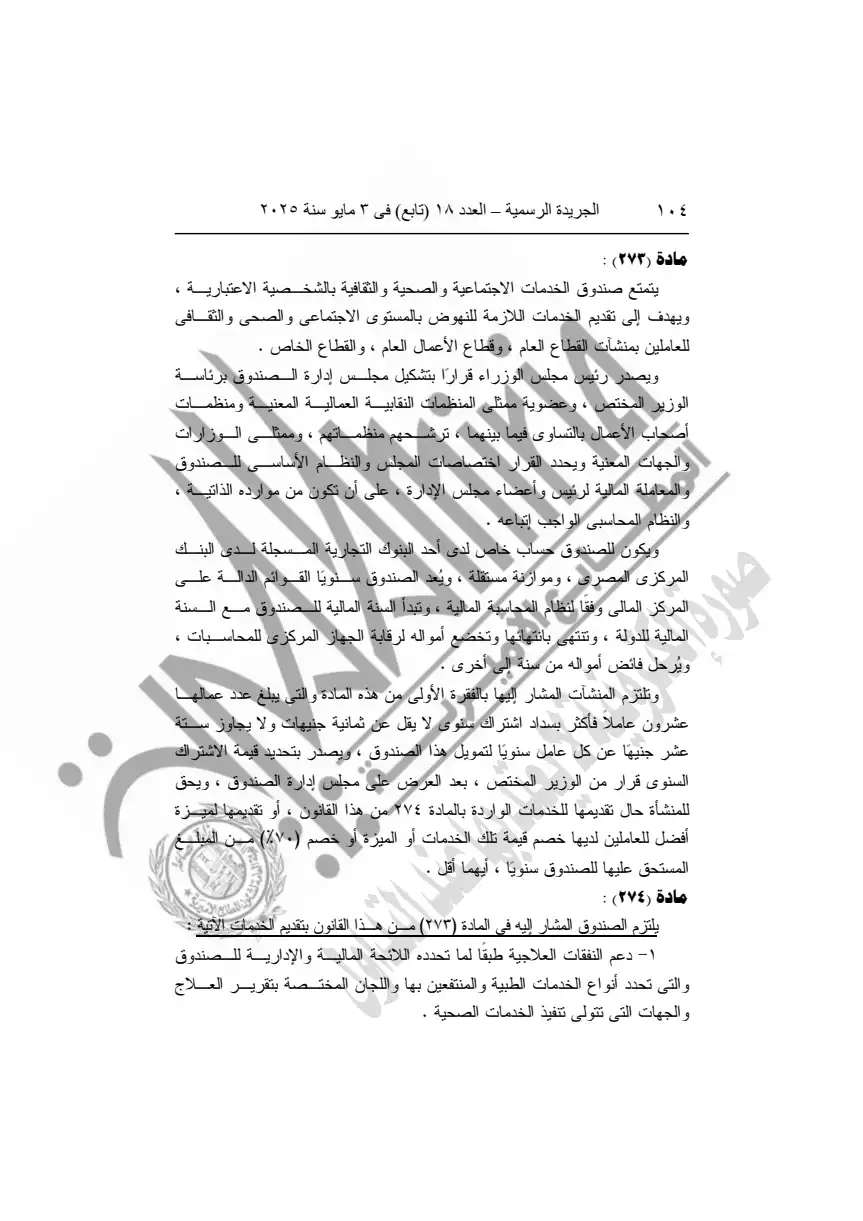 ١٠٤ الجريدة الرسمية – العدد ١٨ (تابع) فى ٣ مايو سنة ٢٠٢٥
مادة (٢٧٣) :
يتمتع صندوق الخدمات الاجتماعية والصحية والثقافية بالشخصية الاعتبارية ،
ويهدف إلى تقديم الخدمات اللازمة للنهوض بالمستوى الاجتماعى والصحى والثقافى
للعاملين بمنشآت القطاع العام ، وقطاع الأعمال العام ، والقطاع الخاص .
ويصدر رئيس مجلس الوزراء قرارًا بتشكيل مجلس إدارة الصندوق برئاسة
الوزير المختص ، وعضوية ممثلى المنظمات النقابية العمالية المعنية ومنظمات
أصحاب الأعمال بالتساوى فيما بينهما ، ترشحهم منظماتهم ، وممثلى الوزارات
والجهات المعنية ويحدد القرار اختصاصات المجلس والنظام الأساسى للصندوق
والمعاملة المالية لرئيس وأعضاء مجلس الإدارة ، على أن تكون من موارده الذاتية ،
والنظام المحاسبى الواجب إتباعه .
ويكون للصندوق حساب خاص لدى أحد البنوك التجارية المسجلة لدى البنك
المركزى المصرى ، وموازنة مستقلة ، ويُعد الصندوق سنويًا القوائم الدالة على
المركز المالى وفقًا لنظام المحاسبة المالية ، وتبدأ السنة المالية للصندوق مع السنة
المالية للدولة ، وتنتهى بانتهائها وتخضع أمواله لرقابة الجهاز المركزى للمحاسبات ،
ويُرحل فائض أمواله من سنة إلى أخرى .
وتلتزم المنشآت المشار إليها بالفقرة الأولى من هذه المادة والتى يبلغ عدد عمالها
عشرون عاملاً فأكثر بسداد اشتراك سنوى لا يقل عن ثمانية جنيهات ولا يجاوز ستة
عشر جنيهًا عن كل عامل سنويًا لتمويل هذا الصندوق ، ويصدر بتحديد قيمة الاشتراك
السنوى قرار من الوزير المختص ، بعد العرض على مجلس إدارة الصندوق ، ويحق
للمنشأة حال تقديمها للخدمات الواردة بالمادة ٢٧٤ من هذا القانون ، أو تقديمها لميزة
أفضل للعاملين لديها خصم قيمة تلك الخدمات أو الميزة أو خصم (٧٠٪) من المبلغ
المستحق عليها للصندوق سنويًا ، أيهما أقل .
مادة (٢٧٤) :
يلتزم الصندوق المشار إليه في المادة (٢٧٣) من هذا القانون بتقديم الخدمات الآتية :
١- دعم النفقات العلاجية طبقًا لما تحدده اللائحة المالية والإدارية للصندوق
والتى تحدد أنواع الخدمات الطبية والمنتفعين بها واللجان المختصة بتقرير العلاج
والجهات التى تتولى تنفيذ الخدمات الصحية .